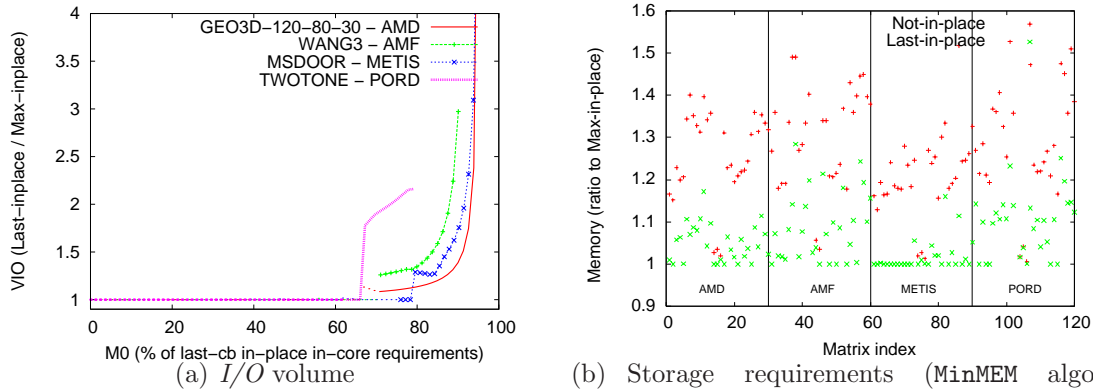 GEO3D-120-80-30 - AMD
WANG3 - AMF
MSDOOR - METIS
TWOTONE - PORD
VIO (Last-inplace / Max-inplace)
4
3.5
3
2.5
2
1.5
1
0 20 40 60 80 100
M0 (% of last-cb in-place in-core requirements)
(a) I/O volume
Not-in-place
Last-in-place
Memory (ratio to Max-in-place)
1.6
1.5
1.4
1.3
1.2
1.1
1
0.9
AMD AMF METIS PORD
0 20 40 60 80 100 120
Matrix index
(b) Storage requirements (MinMEM algo